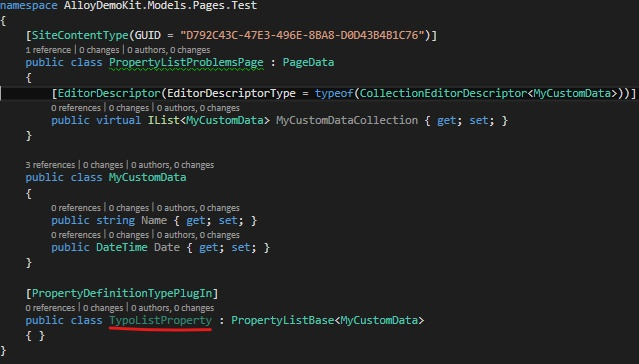 namespace AlloyDemoKit.Models.Pages.Test
{
[SiteContentType(GUID = "D792C43C-47E3-496E-8BA8-D0D43B4B1C76")]
1 reference | 0 changes | 0 authors, 0 changes
public class PropertyListProblemsPage : PageData
{
[EditorDescriptor(EditorDescriptorType = typeof(CollectionEditorDescriptor<MyCustomData>))]
0 references | 0 changes | 0 authors, 0 changes
public virtual IList<MyCustomData> MyCustomDataCollection { get; set; }
}
3 references | 0 changes | 0 authors, 0 changes
public class MyCustomData
{
0 references | 0 changes | 0 authors, 0 changes
public string Name { get; set; }
0 references | 0 changes | 0 authors, 0 changes
public DateTime Date { get; set; }
}
[PropertyDefinitionTypePlugIn]
0 references | 0 changes | 0 authors, 0 changes
public class TypoListProperty : PropertyListBase<MyCustomData>
{ }
}